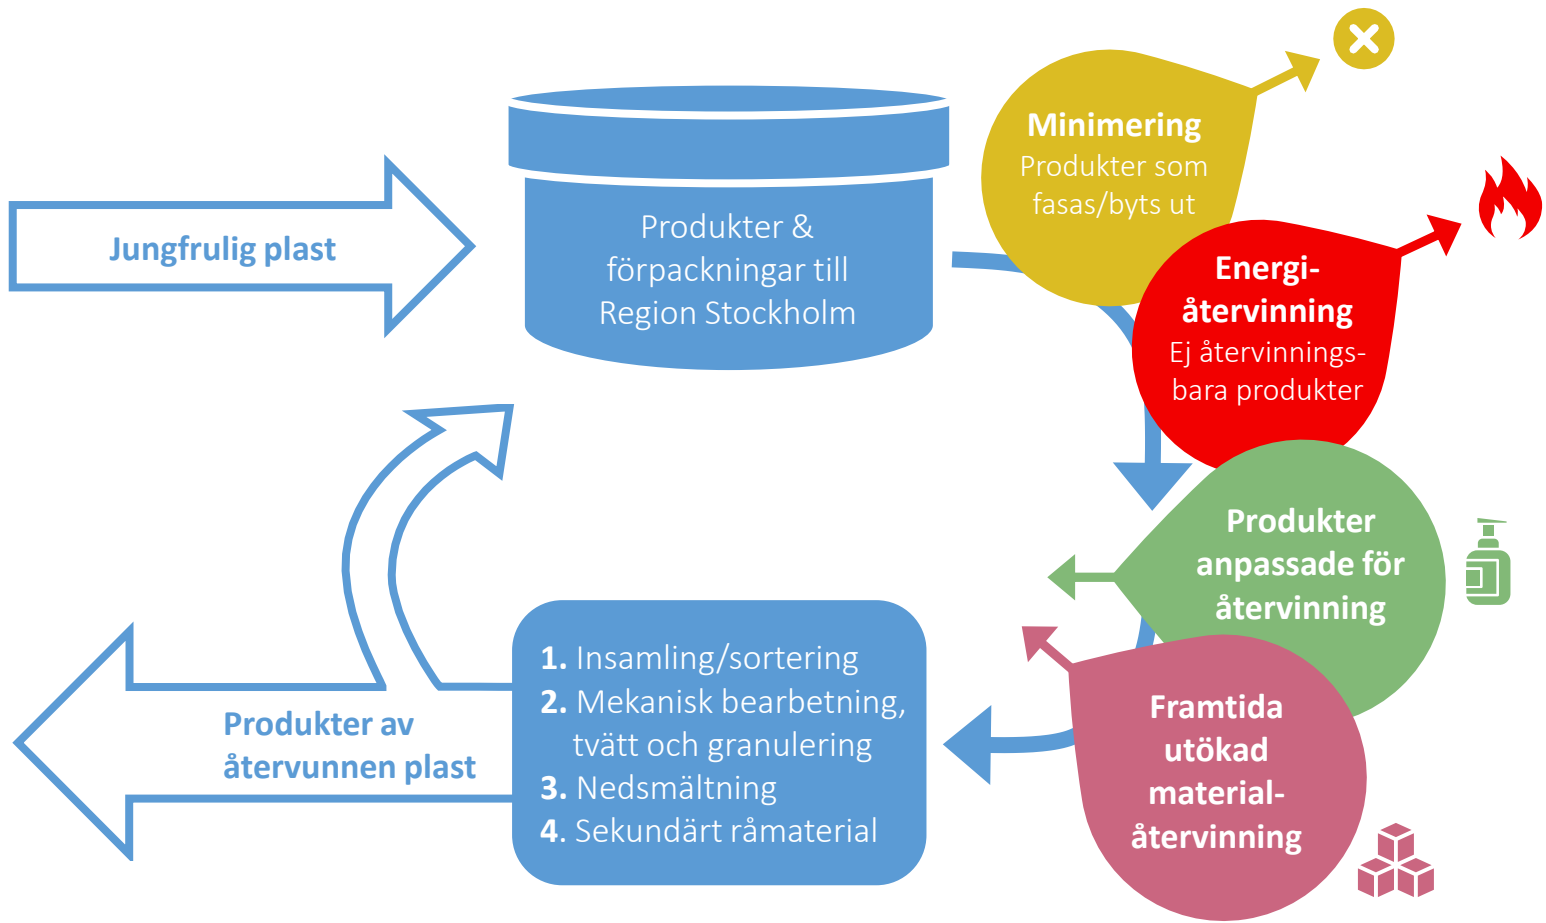 Jungfrulig plast
Produkter &
förpackningar till
Region Stockholm
Minimering
Produkter som
fasas/byts ut
Energi-
återvinning
Ej återvinnings-
bara produkter
Produkter
anpassade för
återvinning
Framtida
utökad
material-
återvinning
1. Insamling/sortering
2. Mekanisk bearbetning,
tvätt och granulering
3. Nedsmältning
4. Sekundärt råmaterial
Produkter av
återvunnen plast